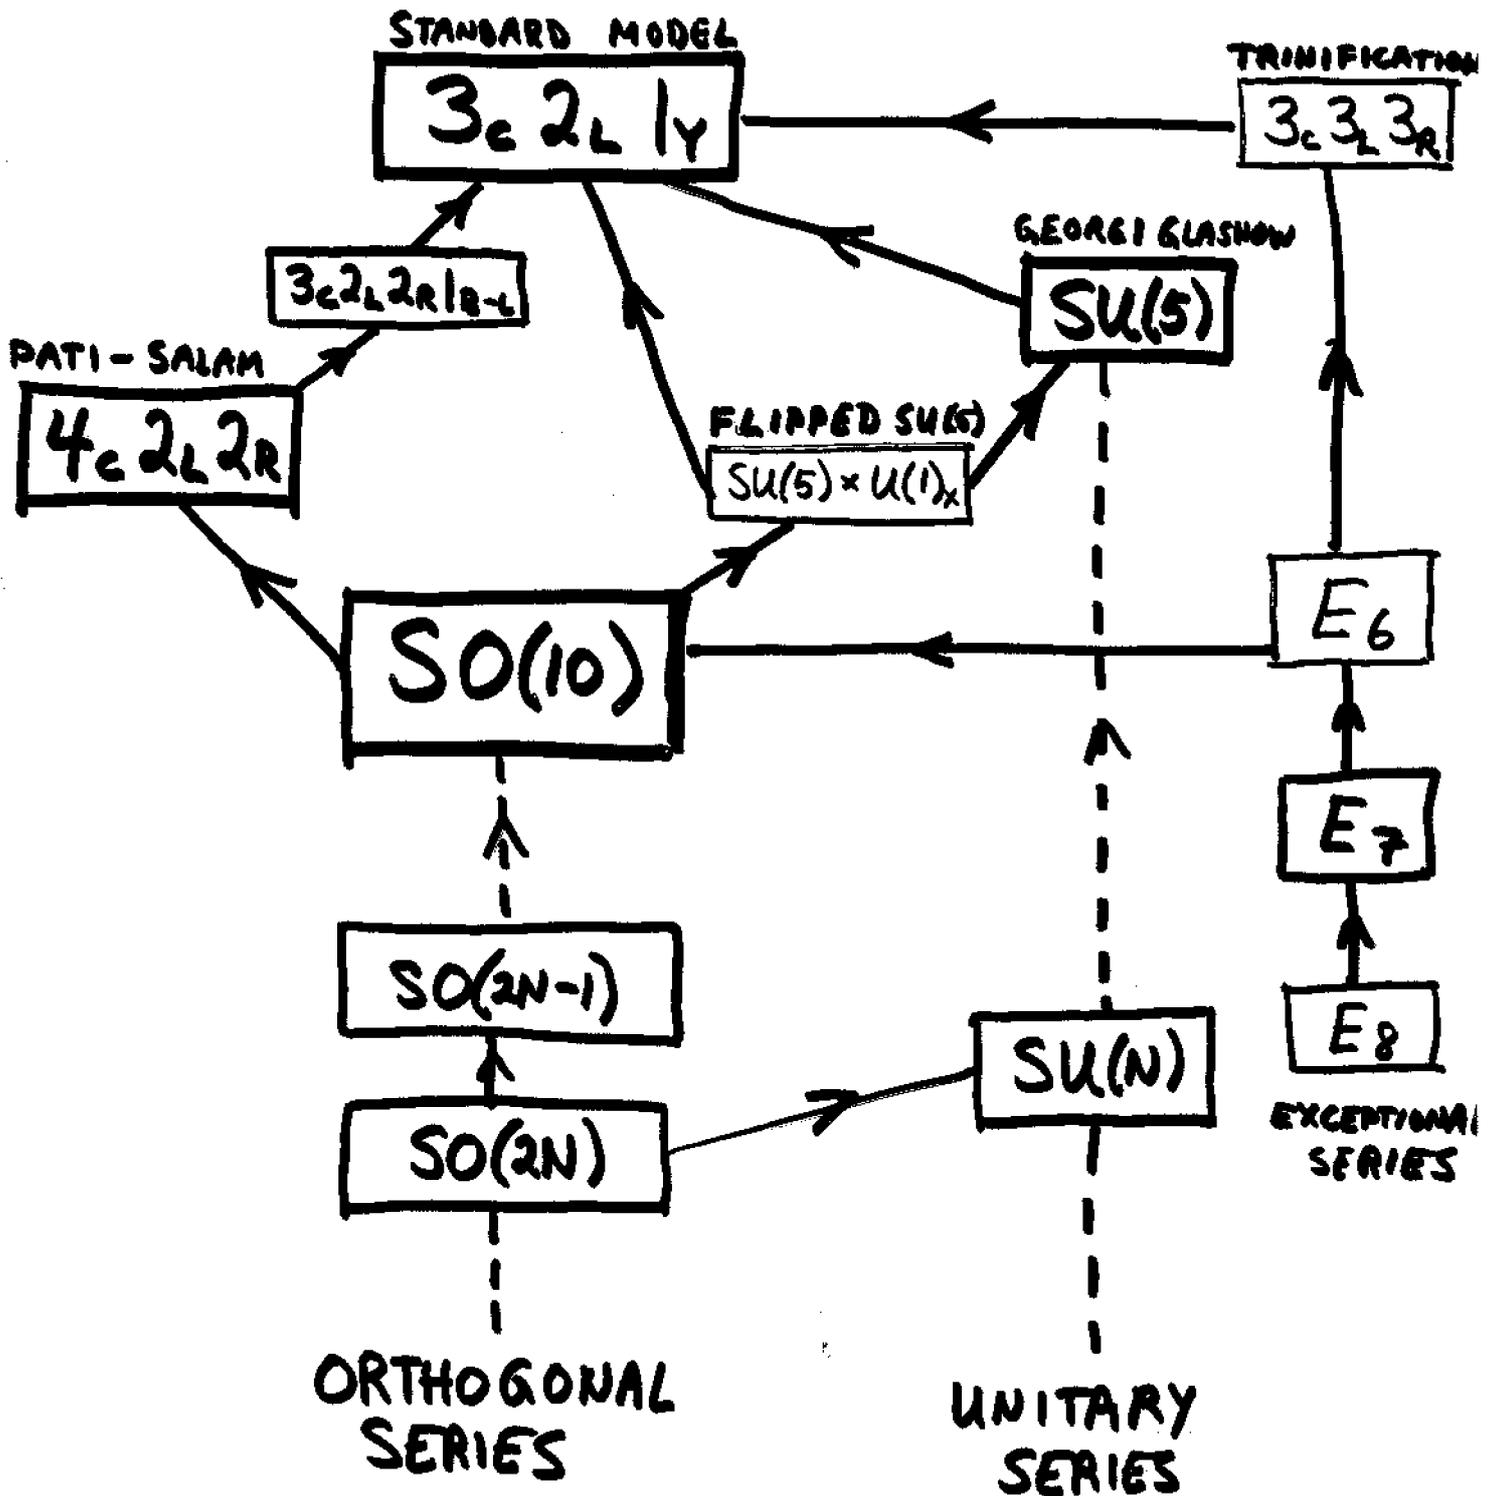 STANDARD MODEL
3C 2L 1Y
TRINIFICATION
3C 3L 3R
GEORGI GLASHOW
SU(5)
3C2L2R1B-L
PATI-SALAM
4C 2L 2R
FLIPPED SU(5)
SU(5) × U(1)X
SO(10)
E6
E7
SO(2N-1)
E8
SU(N)
SO(2N)
EXCEPTIONAL
SERIES
ORTHOGONAL
SERIES
UNITARY
SERIES